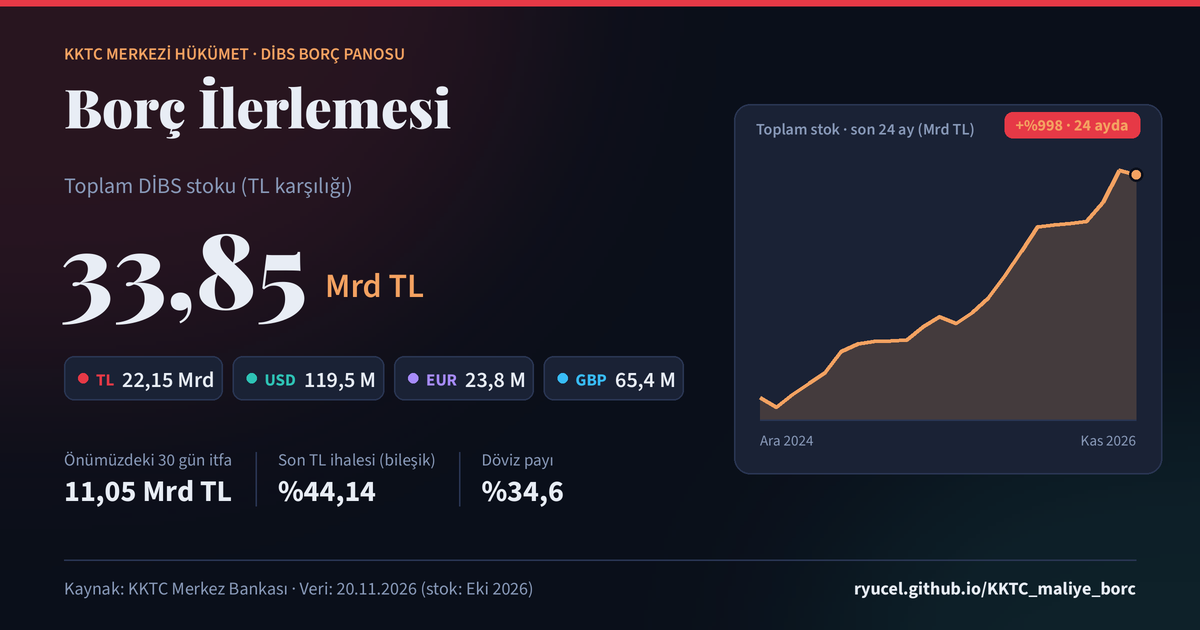 KKTC MERKEZİ HÜKÜMET · DİBS BORÇ PANOSU
Borç İlerlemesi
Toplam DİBS stoku (TL karşılığı)
33,85 Mrd TL
TL 22,15 Mrd
USD 119,5 M
EUR 23,8 M
GBP 65,4 M
Önümüzdeki 30 gün itfa
11,05 Mrd TL
Son TL ihalesi (bileşik)
%44,14
Döviz payı
%34,6
Toplam stok · son 24 ay (Mrd TL)
+%998 · 24 ayda
Ara 2024
Kas 2026
Kaynak: KKTC Merkez Bankası · Veri: 20.11.2026 (stok: Eki 2026)
ryucel.github.io/KKTC_maliye_borc